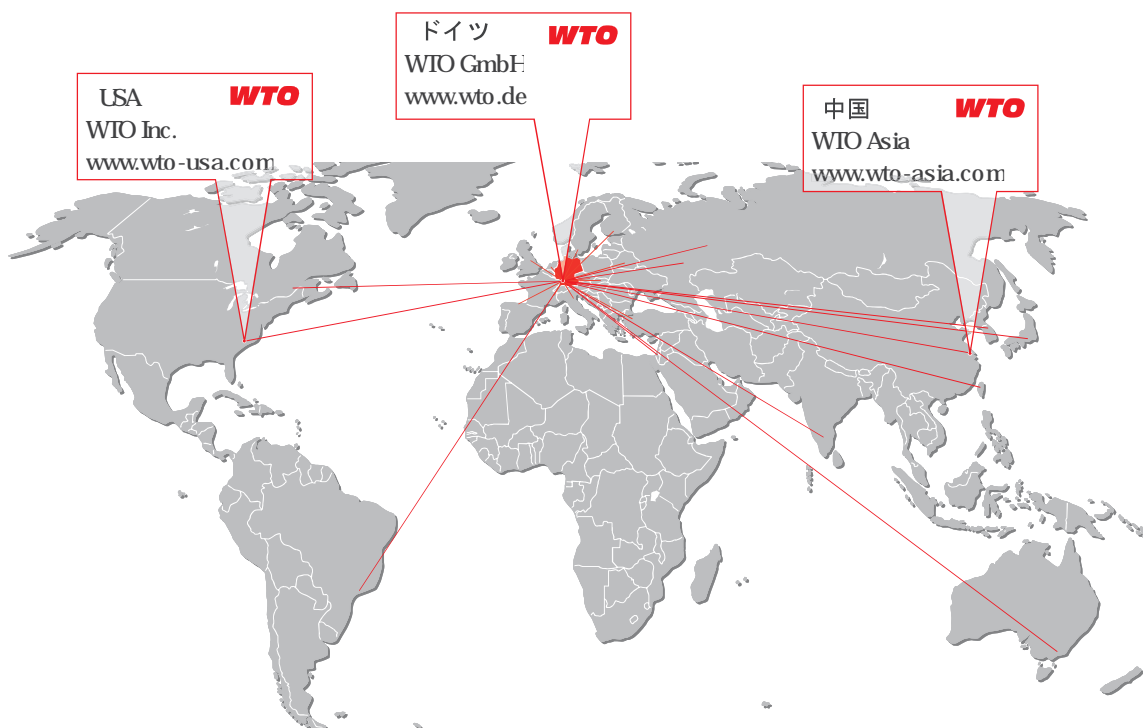 ドイツ
WTO
WTO GmbH
www.wto.de
USA
WTO
WTO Inc.
www.wto-usa.com
中国
WTO
WTO Asia
www.wto-asia.com